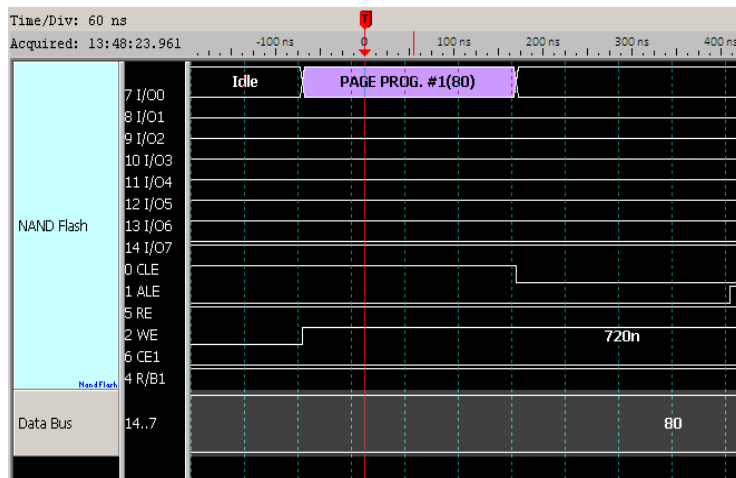 Time/Div: 60 ns
T
Acquired: 13:48:23.961
-100 ns 0 100 ns 200 ns 300 ns 400 ns
Idle PAGE PROG. #1(80)
7 I/O0
8 I/O1
9 I/O2
10 I/O3
11 I/O4
12 I/O5
NAND Flash 13 I/O6
14 I/O7
0 CLE
1 ALE
5 RE
2 WE 720n
6 CE1
NandFlash 4 R/B1
Data Bus 14..7 80